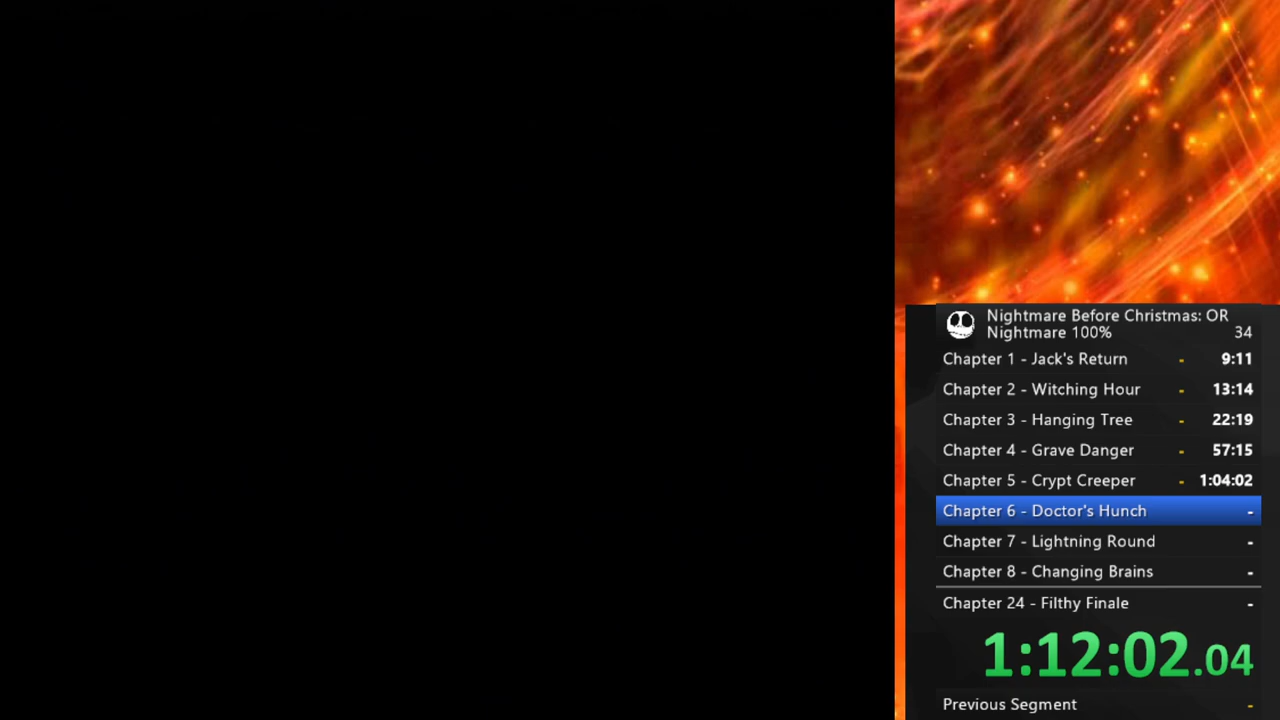 Nightmare Before Christmas: OR
Nightmare 100% 34
Chapter 1 - Jack's Return - 9:11
Chapter 2 - Witching Hour - 13:14
Chapter 3 - Hanging Tree - 22:19
Chapter 4 - Grave Danger - 57:15
Chapter 5 - Crypt Creeper - 1:04:02
Chapter 6 - Doctor's Hunch -
Chapter 7 - Lightning Round -
Chapter 8 - Changing Brains -
Chapter 24 - Filthy Finale -
1:12:02.04
Previous Segment -